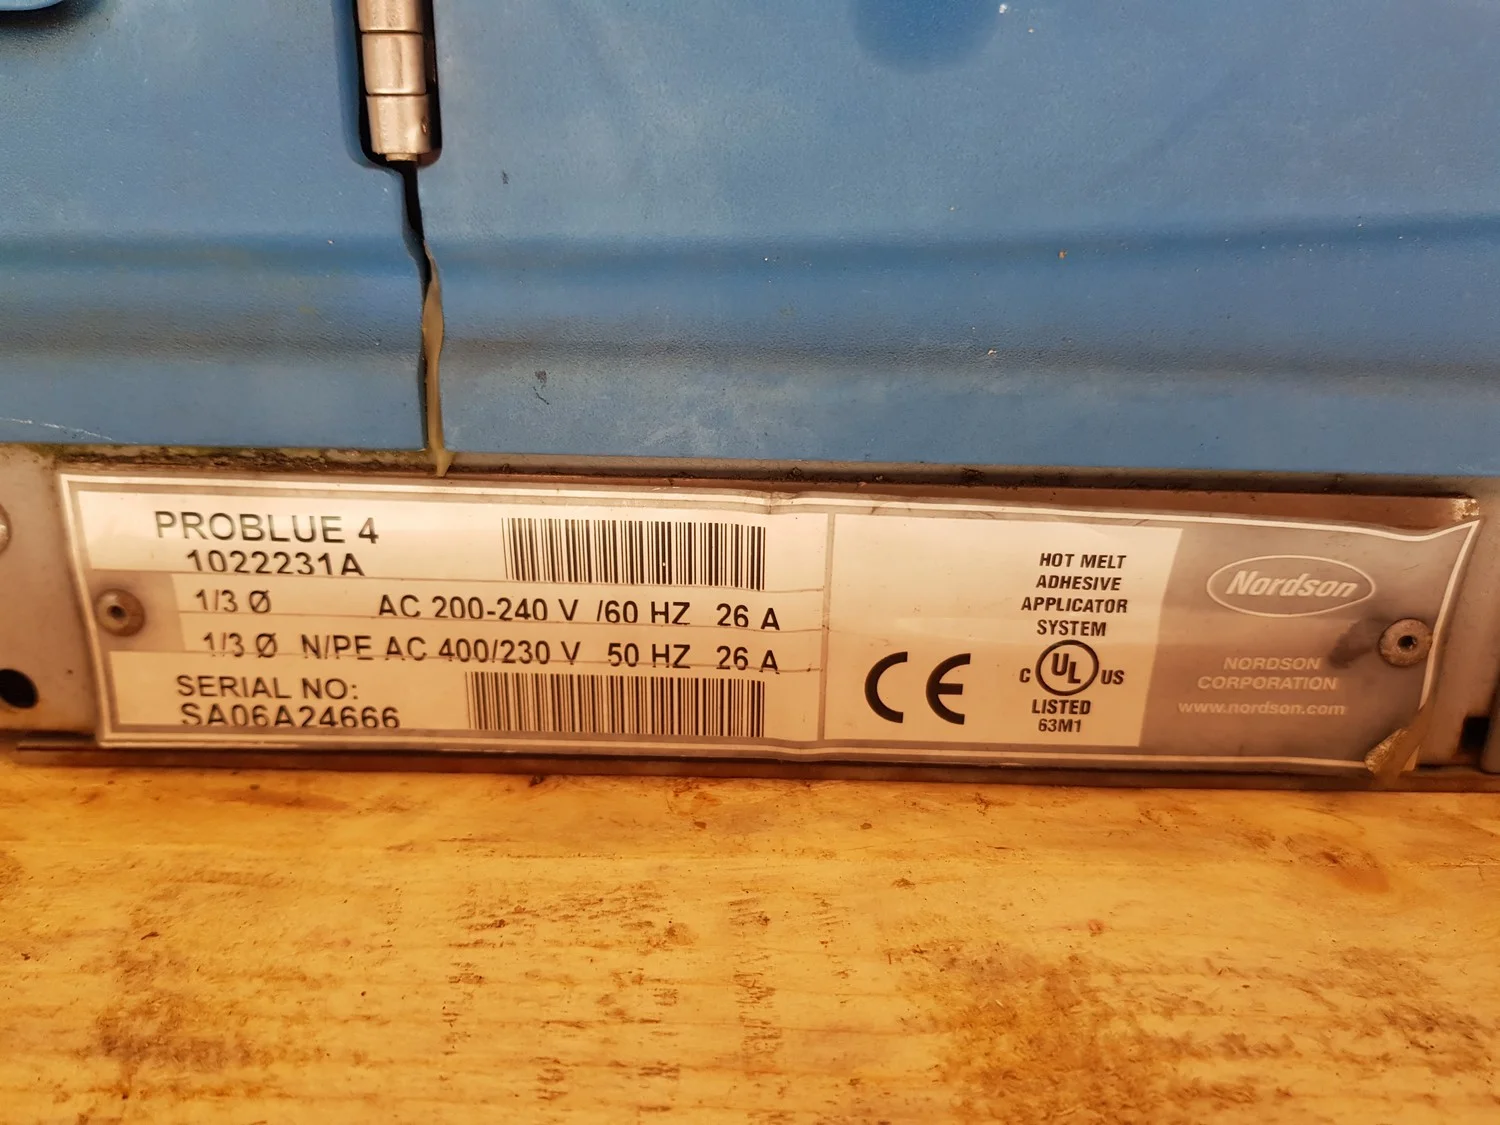 PROBLUE 4
1022231A
1/3 Ø AC 200-240 V /60 HZ 26 A
1/3 Ø N/PE AC 400/230 V 50 HZ 26 A
SERIAL NO:
SA06A24666
CE
HOT MELT
ADHESIVE
APPLICATOR
SYSTEM
C UL US
LISTED
63M1
Nordson
NORDSON
CORPORATION
www.nordson.com